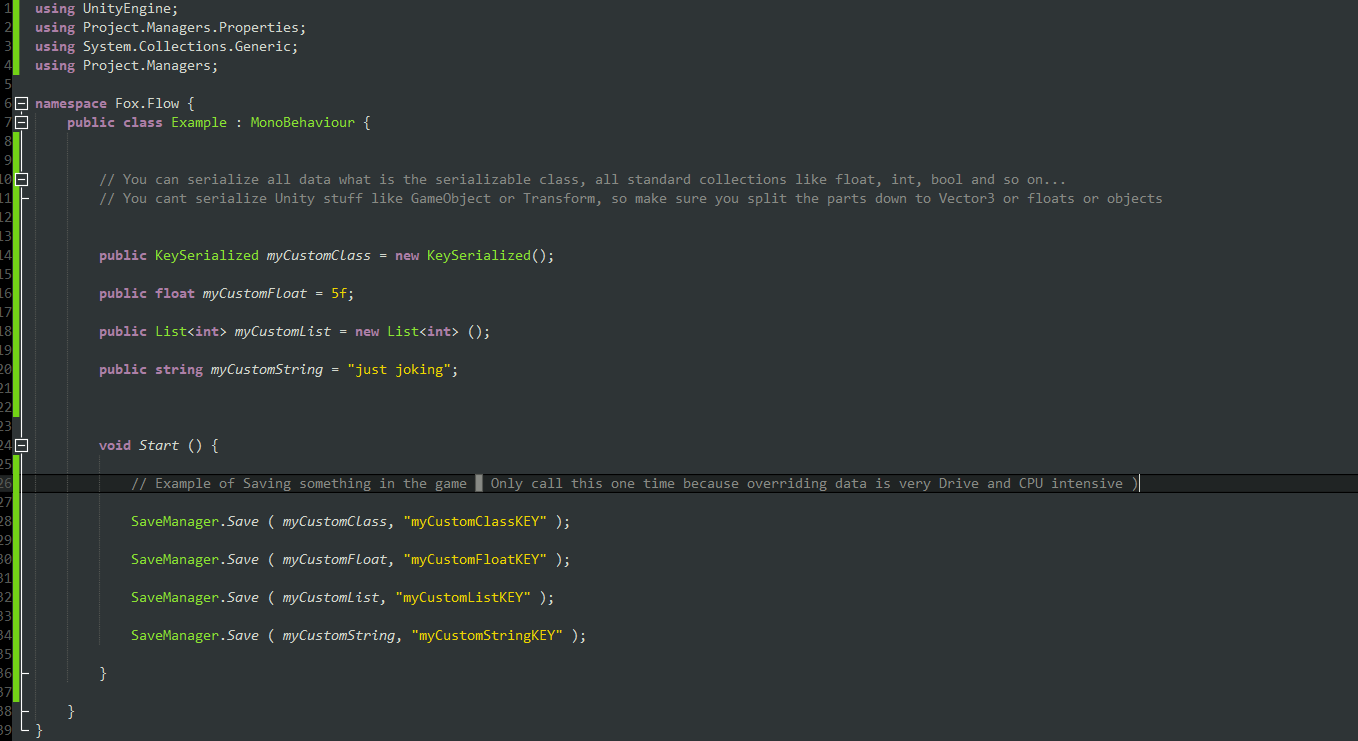 1 using UnityEngine;
2 using Project.Managers.Properties;
3 using System.Collections.Generic;
4 using Project.Managers;
5
6 namespace Fox.Flow {
7 public class Example : MonoBehaviour {
8
9
10 // You can serialize all data what is the serializable class, all standard collections like float, int, bool and so on...
11 // You cant serialize Unity stuff like GameObject or Transform, so make sure you split the parts down to Vector3 or floats or objects
12
13
14 public KeySerialized myCustomClass = new KeySerialized();
15
16 public float myCustomFloat = 5f;
17
18 public List<int> myCustomList = new List<int> ();
19
20 public string myCustomString = "just joking";
21
22
23
24 void Start () {
25
26 // Example of Saving something in the game ( Only call this one time because overriding data is very Drive and CPU intensive )
27
28 SaveManager.Save ( myCustomClass, "myCustomClassKEY" );
29
30 SaveManager.Save ( myCustomFloat, "myCustomFloatKEY" );
31
32 SaveManager.Save ( myCustomList, "myCustomListKEY" );
33
34 SaveManager.Save ( myCustomString, "myCustomStringKEY" );
35
36 }
37
38 }
39 }